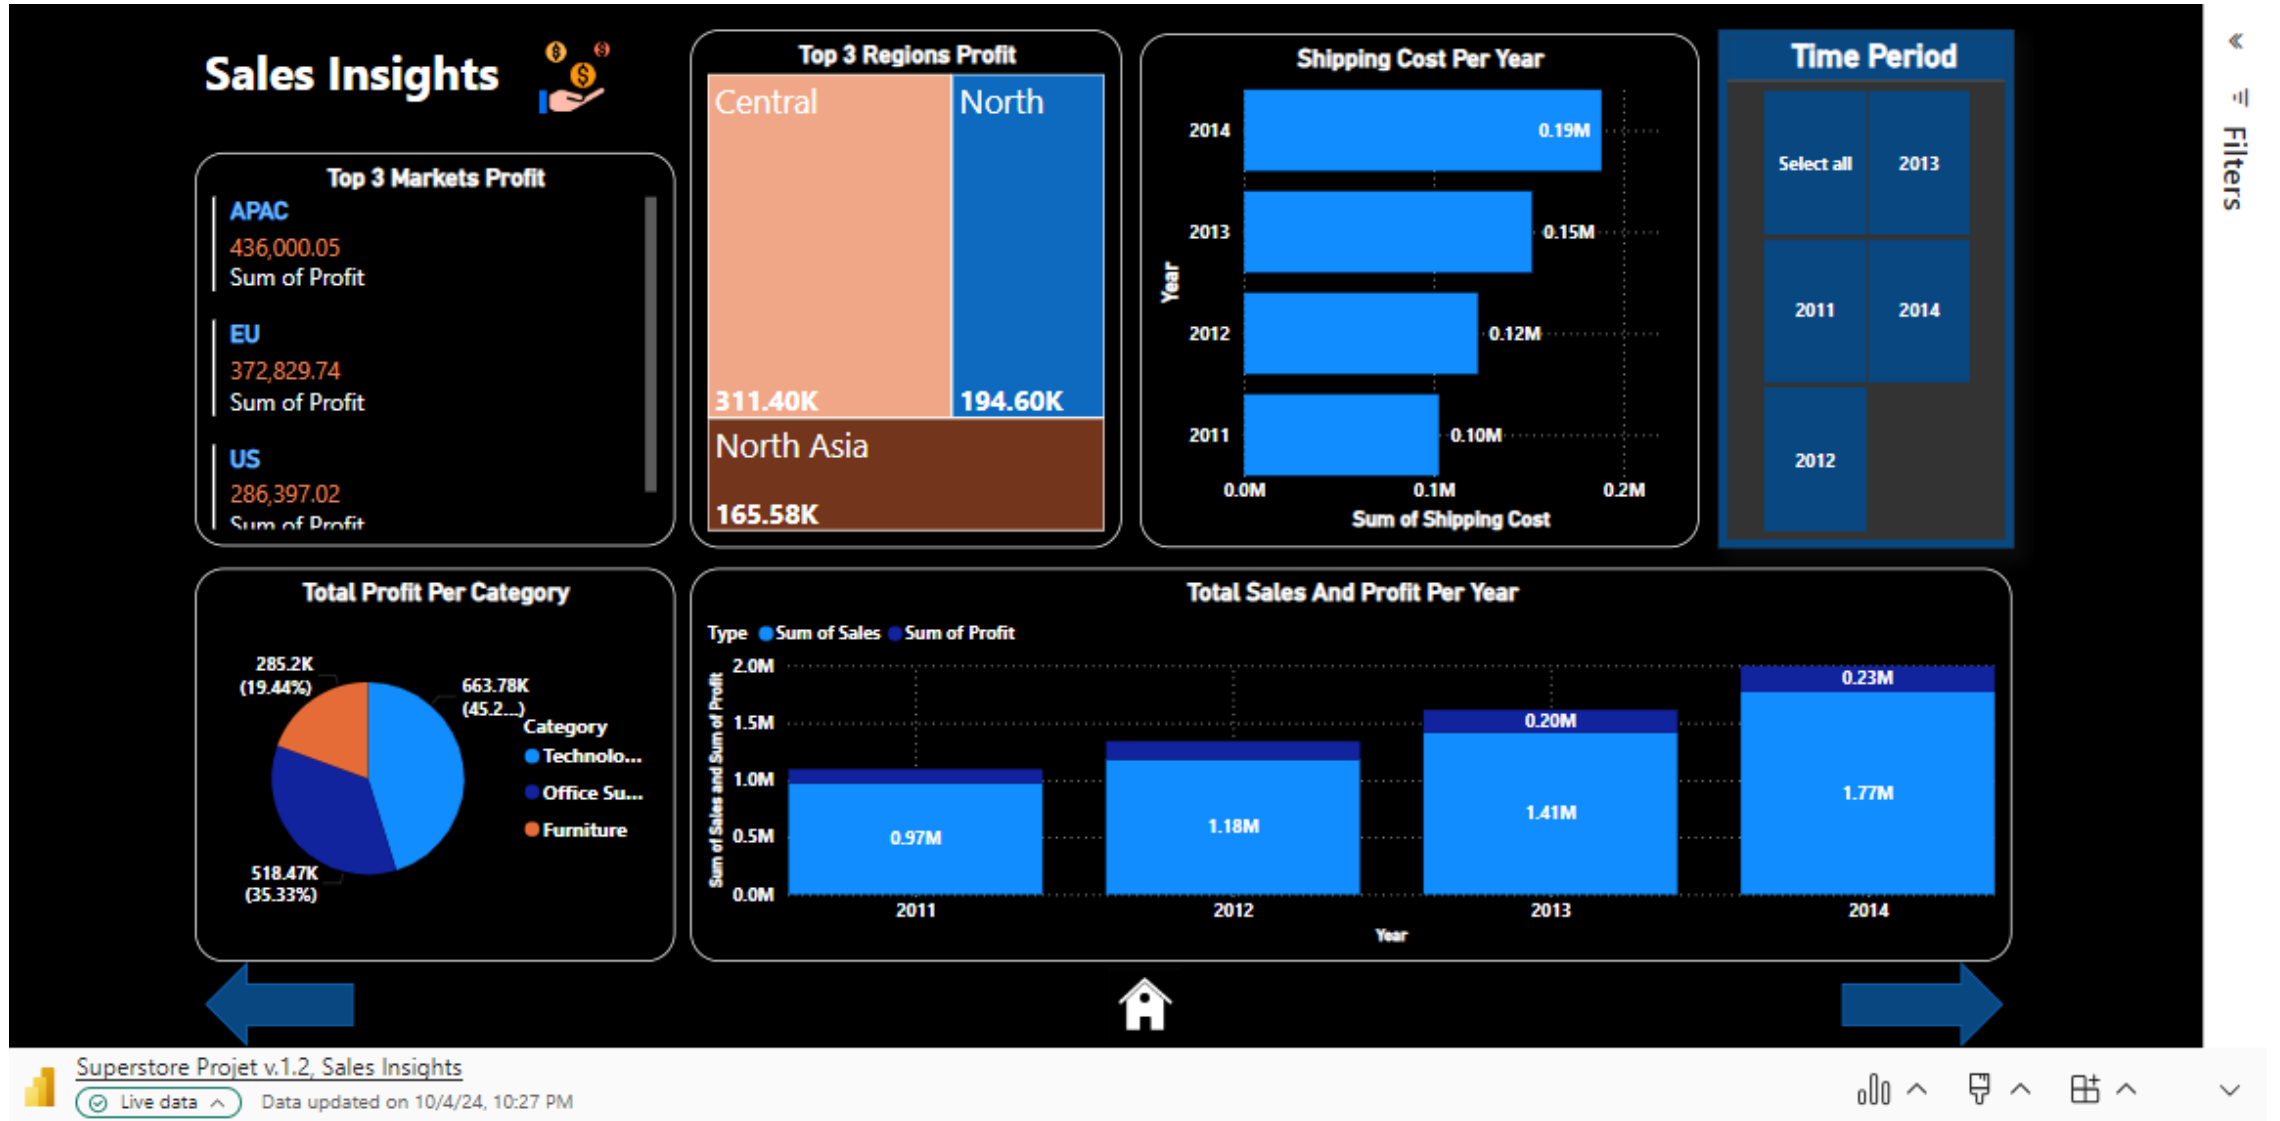 Sales Insights
Top 3 Markets Profit
APAC
436,000.05
Sum of Profit
EU
372,829.74
Sum of Profit
US
286,397.02
Sum of Profit
Top 3 Regions Profit
Central
311.40K
North
194.60K
North Asia
165.58K
Shipping Cost Per Year
Year
2014
0.19M
2013
0.15M
2012
0.12M
2011
0.10M
0.0M 0.1M 0.2M
Sum of Shipping Cost
Time Period
Select all 2013
2011 2014
2012
Filters
Total Profit Per Category
285.2K
(19.44%)
663.78K
(45.2...)
518.47K
(35.33%)
Category
Technolo...
Office Su...
Furniture
Total Sales And Profit Per Year
Type Sum of Sales Sum of Profit
Sum of Sales and Sum of Profit
2.0M
1.5M
1.0M
0.5M
0.0M
0.97M
1.18M
0.20M
1.41M
0.23M
1.77M
2011 2012 2013 2014
Year
Superstore Projet v.1.2, Sales Insights
Live data
Data updated on 10/4/24, 10:27 PM